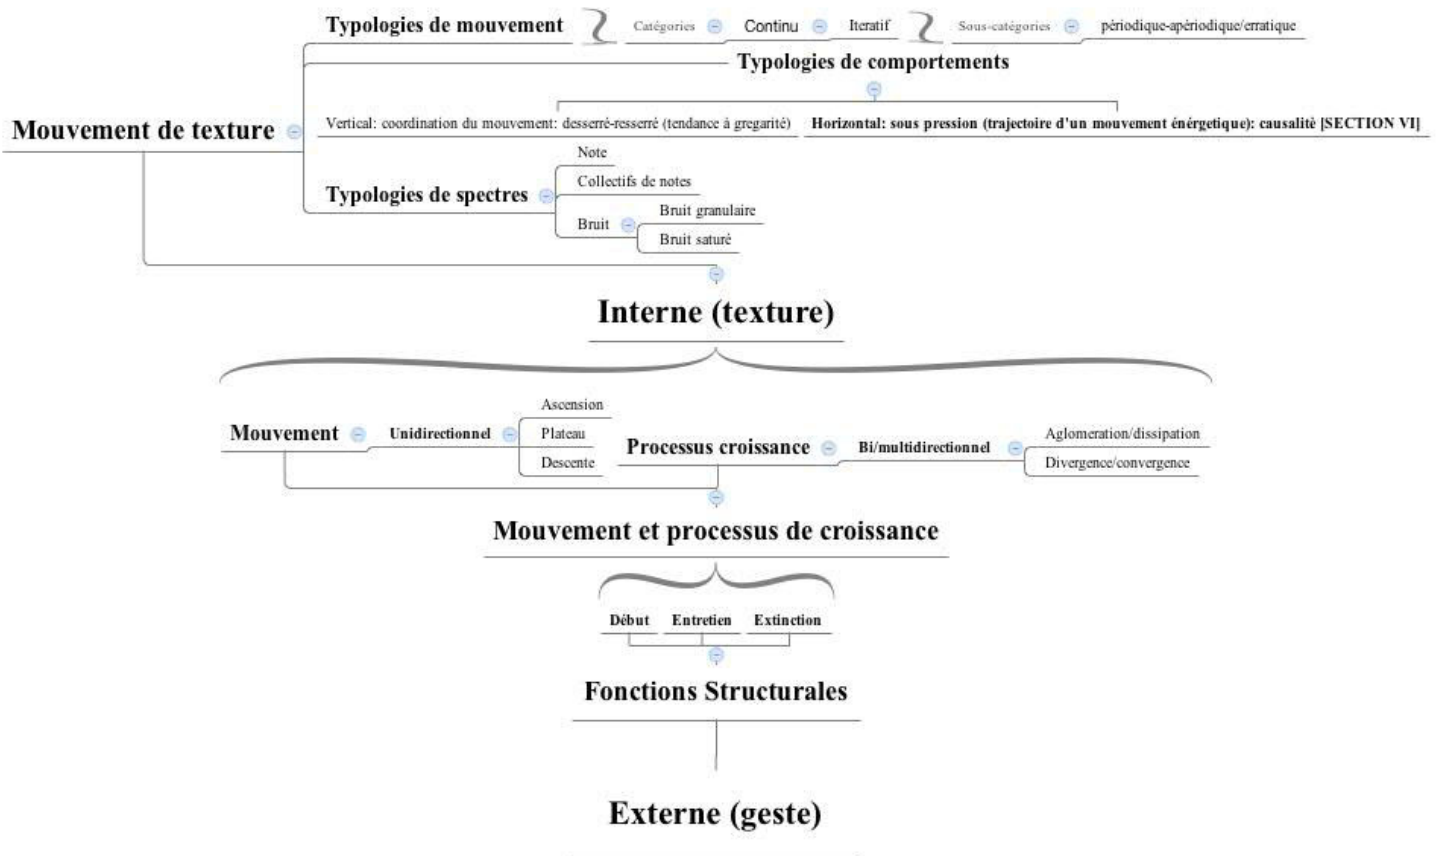 Typologies de mouvement Catégories Continu Iteratif Sous-catégories périodique-apériodique/erratique
Typologies de comportements
Mouvement de texture
Vertical: coordination du mouvement: desserré-resserré (tendance à gregarité) Horizontal: sous pression (trajectoire d'un mouvement énérgetique): causalitè [SECTION VI]
Typologies de spectres
Note
Collectifs de notes
Bruit
Bruit granulaire
Bruit saturé
Interne (texture)
Mouvement
Unidirectionnel
Ascension
Plateau
Descente
Processus croissance
Bi/multidirectionnel
Aglomeration/dissipation
Divergence/convergence
Mouvement et processus de croissance
Début Entretien Extinction
Fonctions Structurales
Externe (geste)